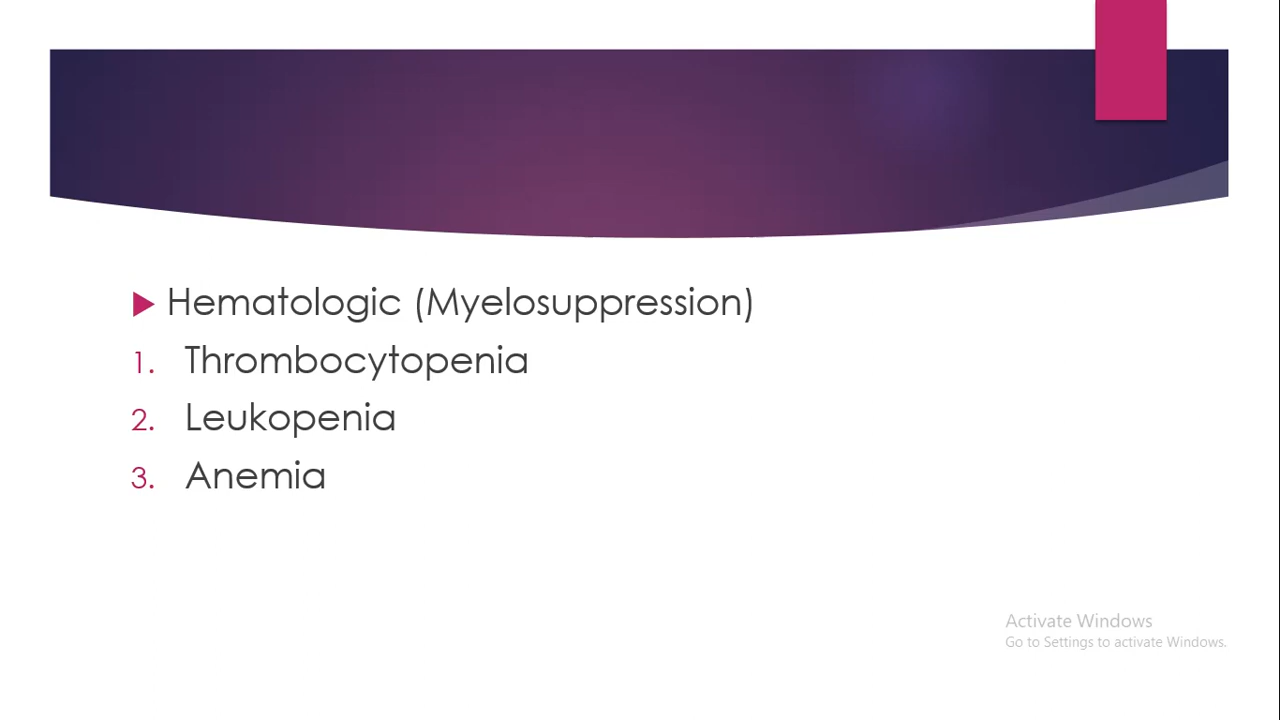 Hematologic (Myelosuppression)
1. Thrombocytopenia
2. Leukopenia
3. Anemia
Activate Windows
Go to Settings to activate Windows.